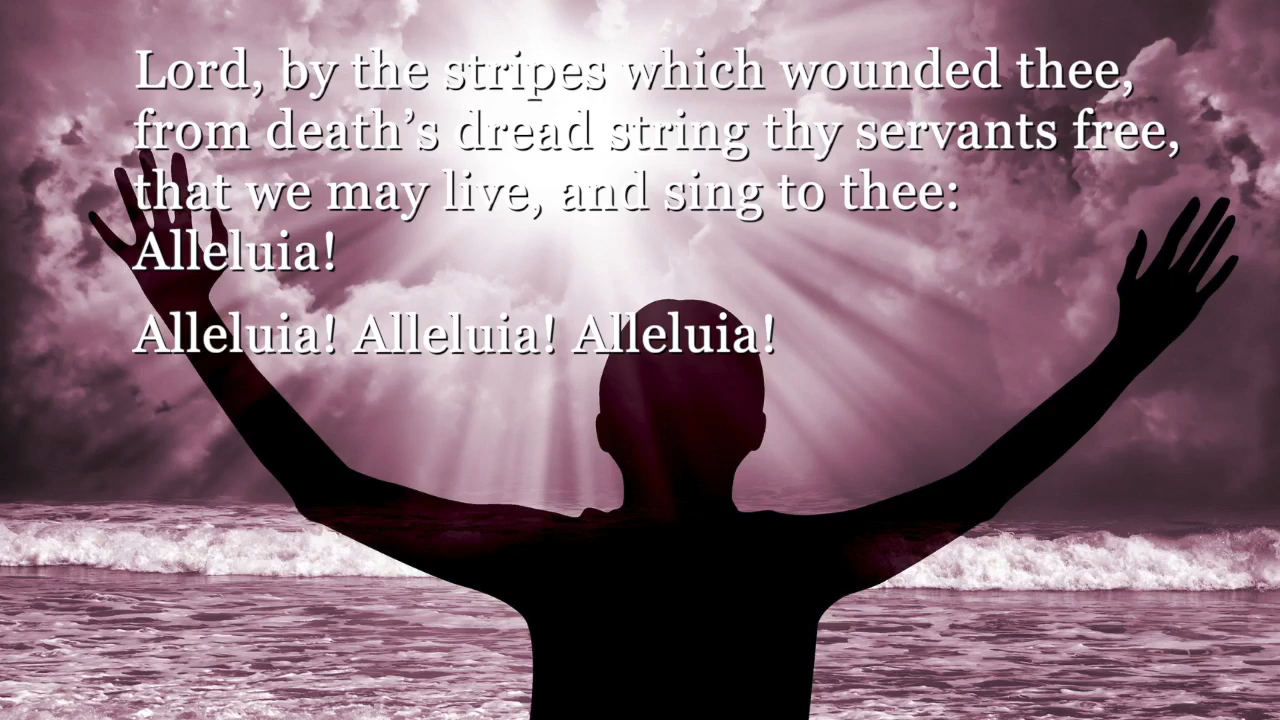 Lord, by the stripes which wounded thee,
from death’s dread string thy servants free,
that we may live, and sing to thee:
Alleluia!
Alleluia! Alleluia! Alleluia!